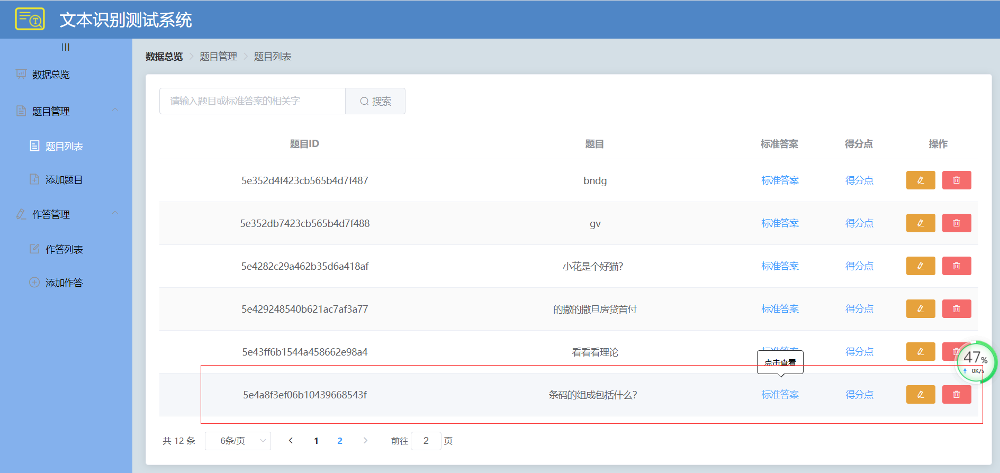 文本识别测试系统
数据总览
题目管理
题目列表
添加题目
作答管理
作答列表
添加作答
数据总览 题目管理 题目列表
请输入题目或标准答案的相关字 搜索
题目ID 题目 标准答案 得分点 操作
5e352d4f423cb565b4d7f487 bndg 标准答案 得分点
5e352db7423cb565b4d7f488 gv 标准答案 得分点
5e4282c29a462b35d6a418af 小花是个好猫? 标准答案 得分点
5e429248540b621ac7af3a77 的撒的撒旦房贷首付 标准答案 得分点
5e43ff6b1544a458662e98a4 看看看理论 标准答案 得分点
点击查看
47%
0K/s
5e4a8f3ef06b10439668543f 条码的组成包括什么? 标准答案 得分点
共 12 条 6条/页 1 2 前往 2 页